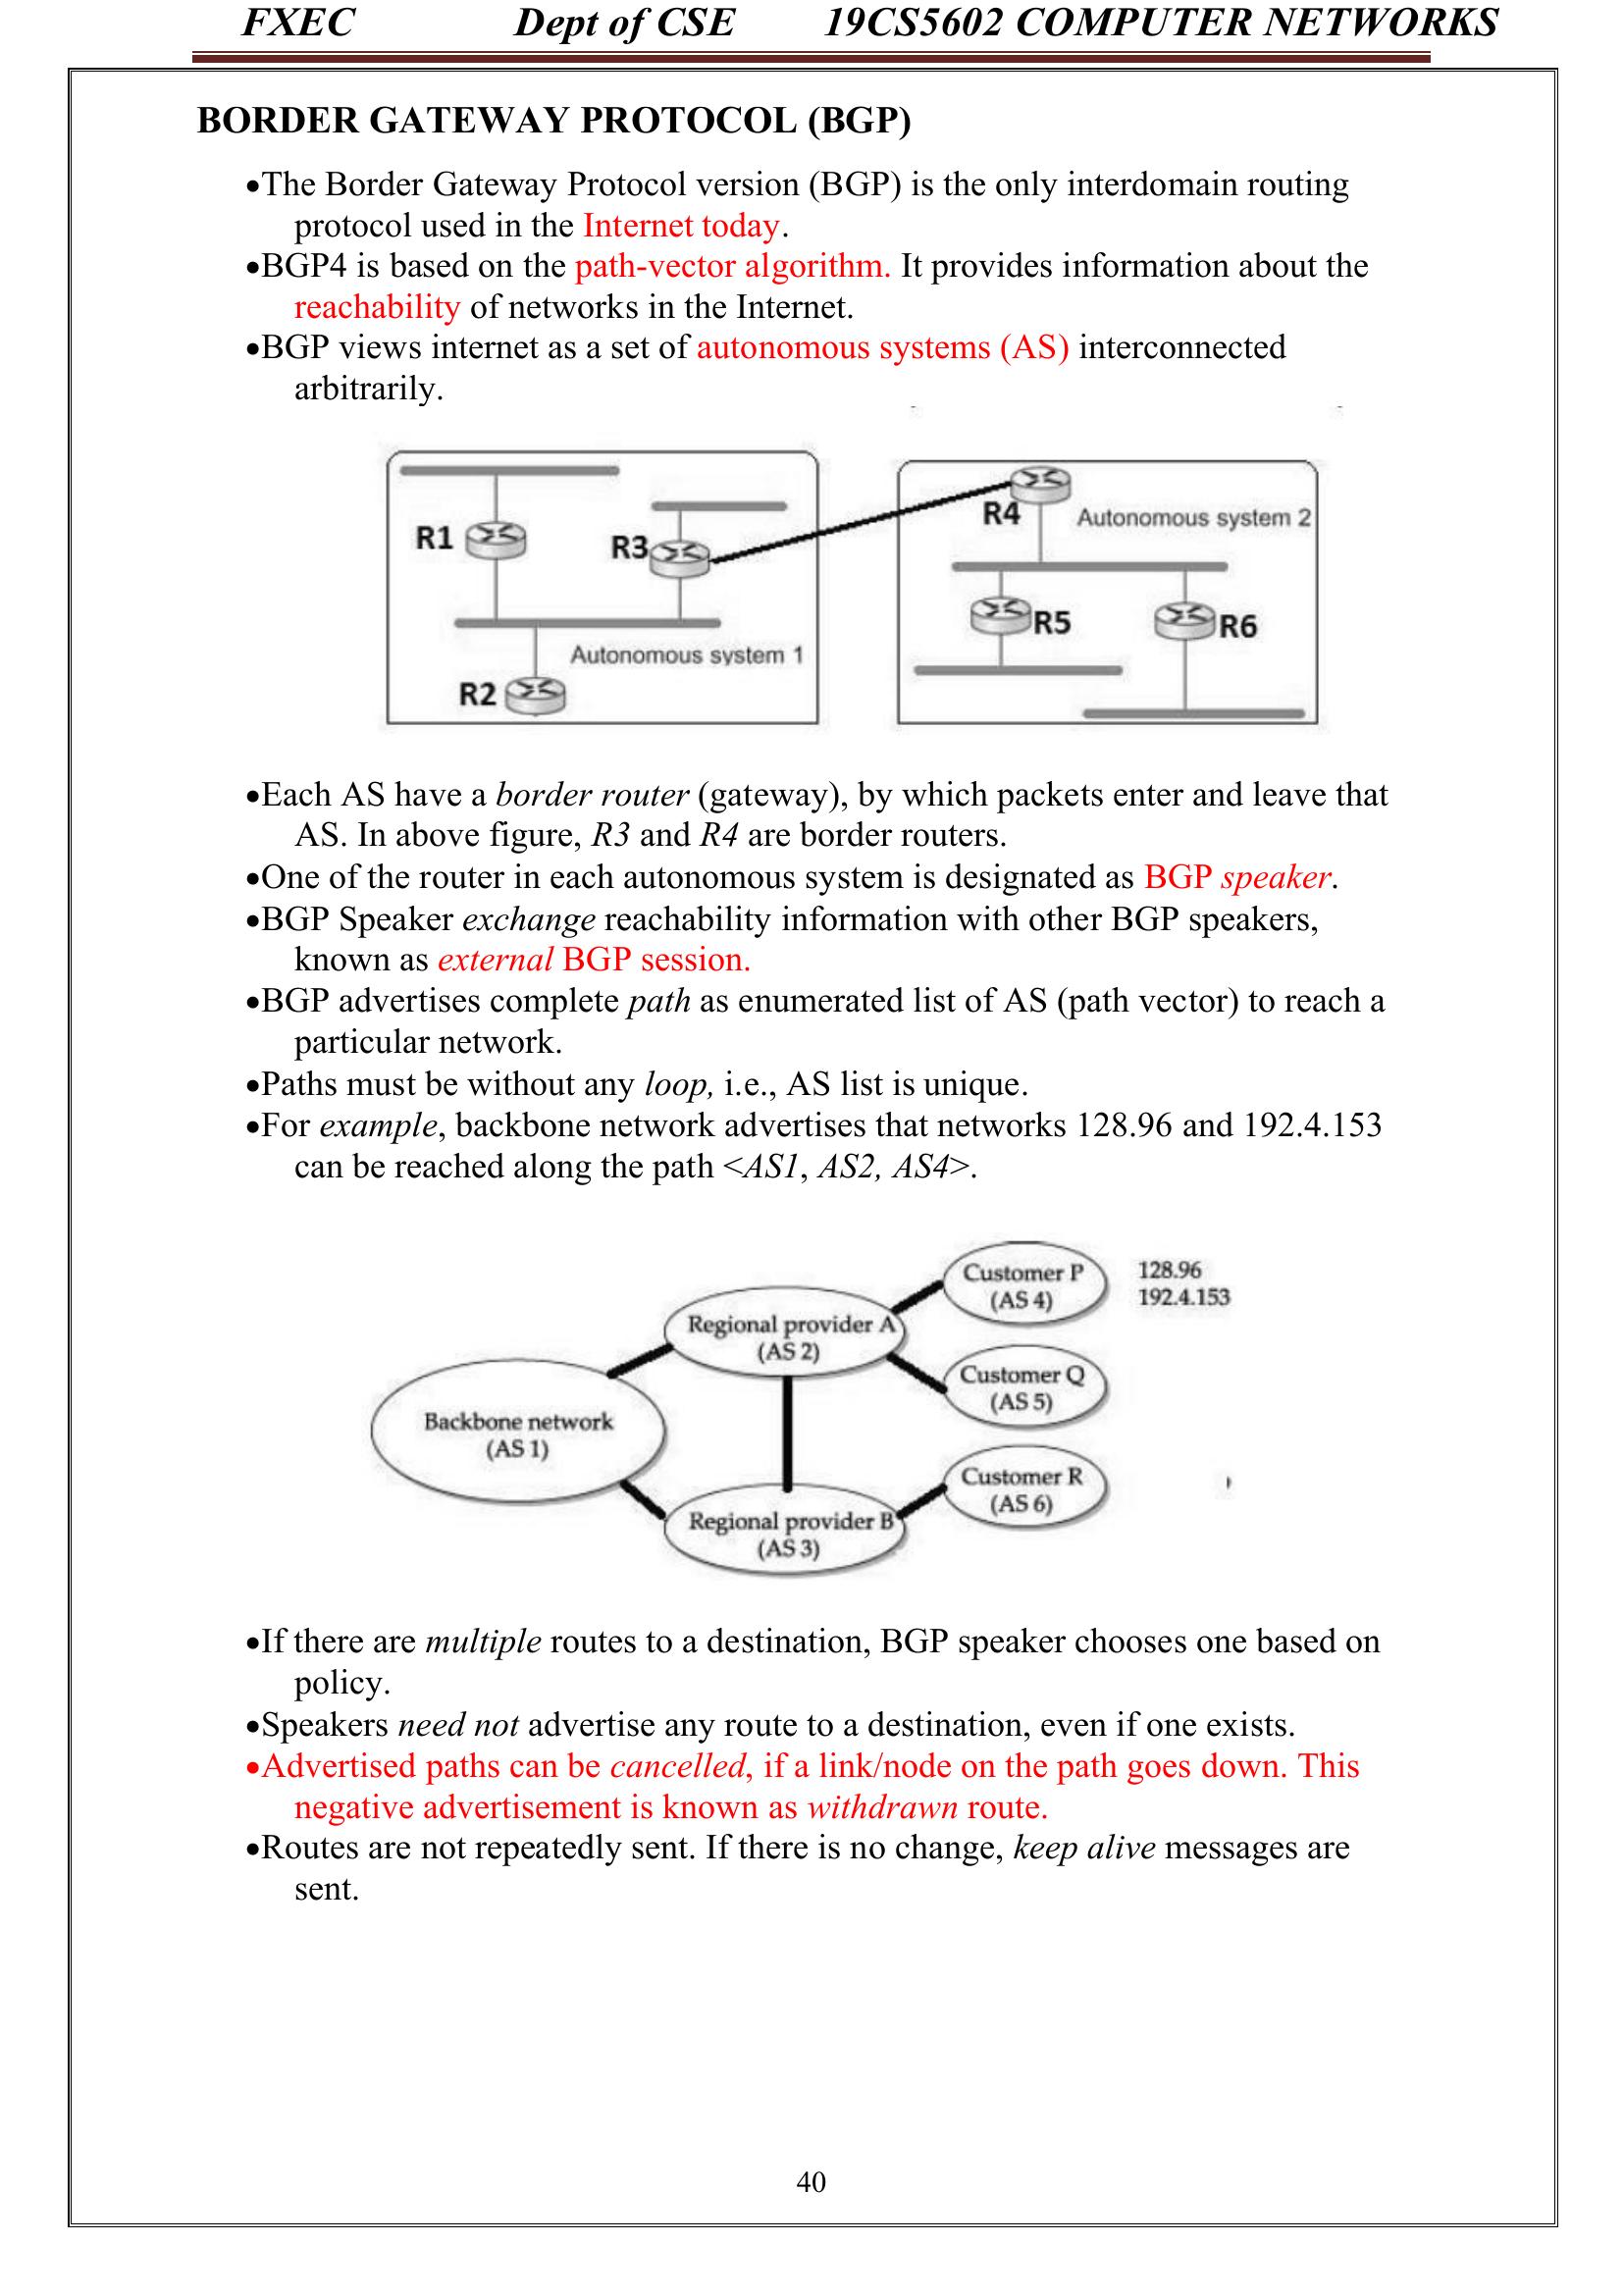 FXEC Dept of CSE 19CS5602 COMPUTER NETWORKS
BORDER GATEWAY PROTOCOL (BGP)
•The Border Gateway Protocol version (BGP) is the only interdomain routing
protocol used in the Internet today.
•BGP4 is based on the path-vector algorithm. It provides information about the
reachability of networks in the Internet.
•BGP views internet as a set of autonomous systems (AS) interconnected
arbitrarily.
R1
R3
R2
Autonomous system 1
R4
Autonomous system 2
R5
R6
•Each AS have a border router (gateway), by which packets enter and leave that
AS. In above figure, R3 and R4 are border routers.
•One of the router in each autonomous system is designated as BGP speaker.
•BGP Speaker exchange reachability information with other BGP speakers,
known as external BGP session.
•BGP advertises complete path as enumerated list of AS (path vector) to reach a
particular network.
•Paths must be without any loop, i.e., AS list is unique.
•For example, backbone network advertises that networks 128.96 and 192.4.153
can be reached along the path <AS1, AS2, AS4>.
Backbone network
(AS 1)
Regional provider A
(AS 2)
Regional provider B
(AS 3)
Customer P
(AS 4)
128.96
192.4.153
Customer Q
(AS 5)
Customer R
(AS 6)
•If there are multiple routes to a destination, BGP speaker chooses one based on
policy.
•Speakers need not advertise any route to a destination, even if one exists.
•Advertised paths can be cancelled, if a link/node on the path goes down. This
negative advertisement is known as withdrawn route.
•Routes are not repeatedly sent. If there is no change, keep alive messages are
sent.
40